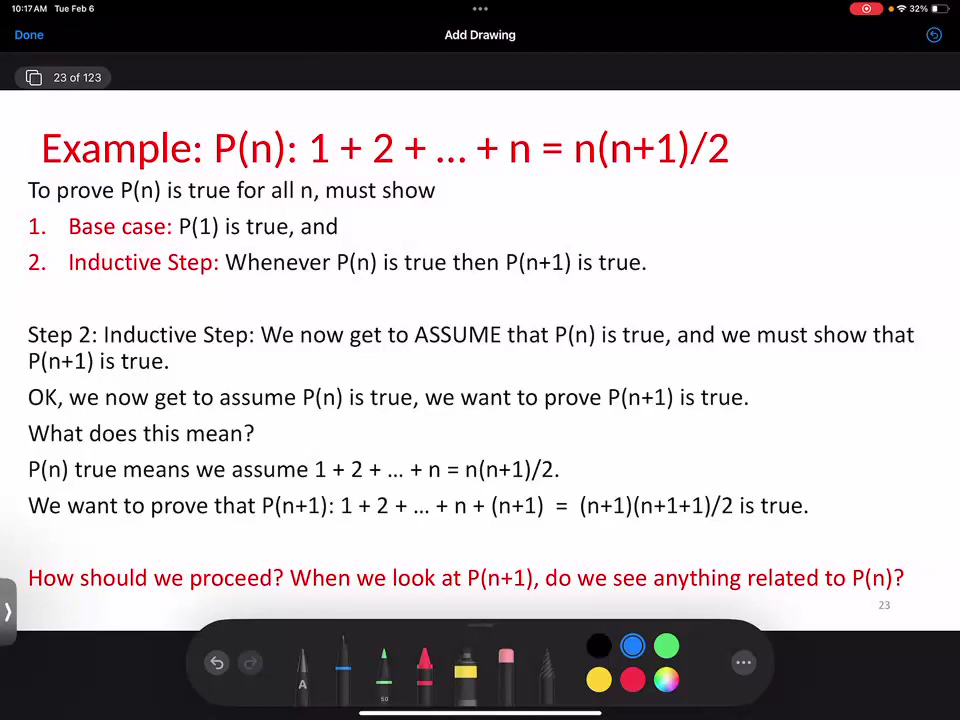 10:17AM Tue Feb 6
32%
Done
Add Drawing
23 of 123
Example: P(n): 1 + 2 + … + n = n(n+1)/2
To prove P(n) is true for all n, must show
1. Base case: P(1) is true, and
2. Inductive Step: Whenever P(n) is true then P(n+1) is true.
Step 2: Inductive Step: We now get to ASSUME that P(n) is true, and we must show that
P(n+1) is true.
OK, we now get to assume P(n) is true, we want to prove P(n+1) is true.
What does this mean?
P(n) true means we assume 1 + 2 + … + n = n(n+1)/2.
We want to prove that P(n+1): 1 + 2 + … + n + (n+1) = (n+1)(n+1+1)/2 is true.
How should we proceed? When we look at P(n+1), do we see anything related to P(n)?
23
A
50